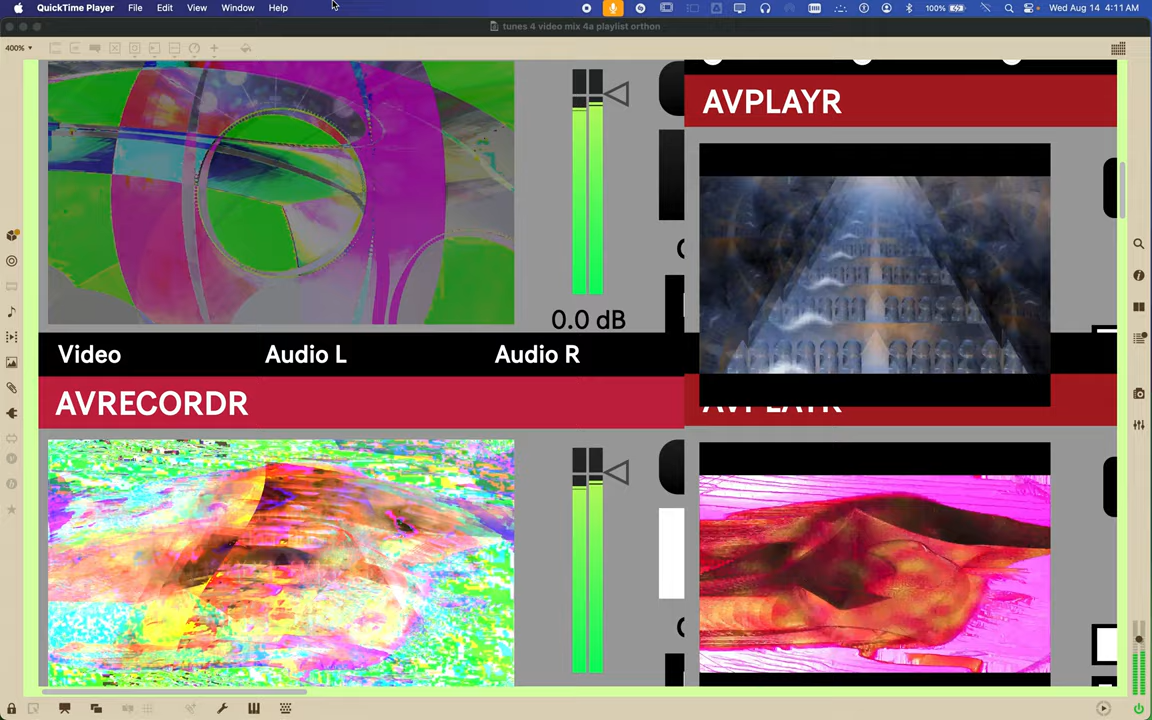 QuickTime Player File Edit View Window Help 100% Wed Aug 14 4:11 AM
tunes 4 video mix 4a playlist orthon
400%
AVPLAYR
0.0 dB
Video Audio L Audio R
AVRECORDR